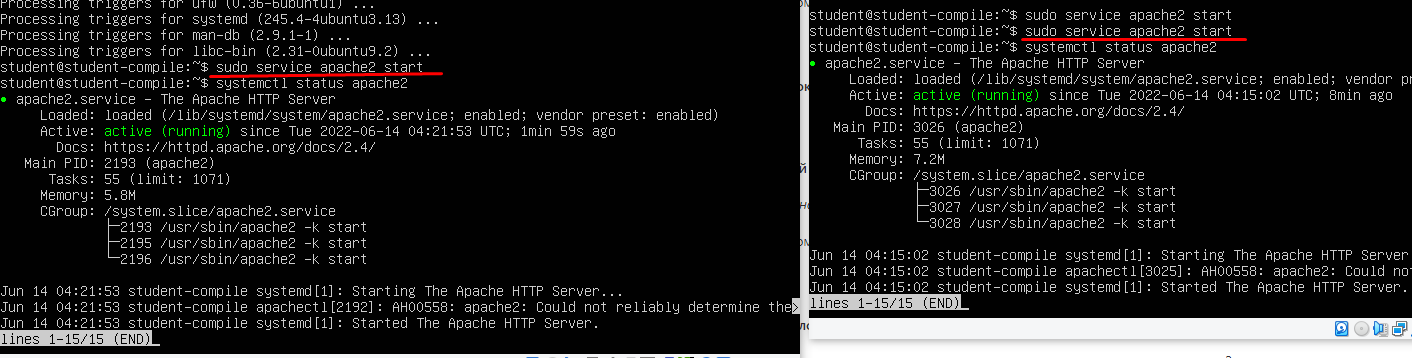 Processing triggers for ufw (0.36-6ubuntu1) ...
Processing triggers for systemd (245.4-4ubuntu3.13) ...
Processing triggers for man-db (2.9.1-1) ...
Processing triggers for libc-bin (2.31-0ubuntu9.2) ...
student@student-compile:~$ sudo service apache2 start
student@student-compile:~$ systemctl status apache2
● apache2.service – The Apache HTTP Server
Loaded: loaded (/lib/systemd/system/apache2.service; enabled; vendor preset: enabled)
Active: active (running) since Tue 2022-06-14 04:21:53 UTC; 1min 59s ago
Docs: https://httpd.apache.org/docs/2.4/
Main PID: 2193 (apache2)
Tasks: 55 (limit: 1071)
Memory: 5.8M
CGroup: /system.slice/apache2.service
├─2193 /usr/sbin/apache2 -k start
├─2195 /usr/sbin/apache2 -k start
└─2196 /usr/sbin/apache2 -k start
Jun 14 04:21:53 student-compile systemd[1]: Starting The Apache HTTP Server...
Jun 14 04:21:53 student-compile apachectl[2192]: AH00558: apache2: Could not reliably determine the>
Jun 14 04:21:53 student-compile systemd[1]: Started The Apache HTTP Server.
lines 1-15/15 (END)
student@student-compile:~$ sudo service apache2 start
student@student-compile:~$ sudo service apache2 start
student@student-compile:~$ systemctl status apache2
● apache2.service – The Apache HTTP Server
Loaded: loaded (/lib/systemd/system/apache2.service; enabled; vendor pr
Active: active (running) since Tue 2022-06-14 04:15:02 UTC; 8min ago
Docs: https://httpd.apache.org/docs/2.4/
Main PID: 3026 (apache2)
Tasks: 55 (limit: 1071)
Memory: 7.2M
CGroup: /system.slice/apache2.service
├─3026 /usr/sbin/apache2 -k start
├─3027 /usr/sbin/apache2 -k start
└─3028 /usr/sbin/apache2 -k start
Jun 14 04:15:02 student-compile systemd[1]: Starting The Apache HTTP Server
Jun 14 04:15:02 student-compile apachectl[3025]: AH00558: apache2: Could not
Jun 14 04:15:02 student-compile systemd[1]: Started The Apache HTTP Server.
lines 1-15/15 (END)